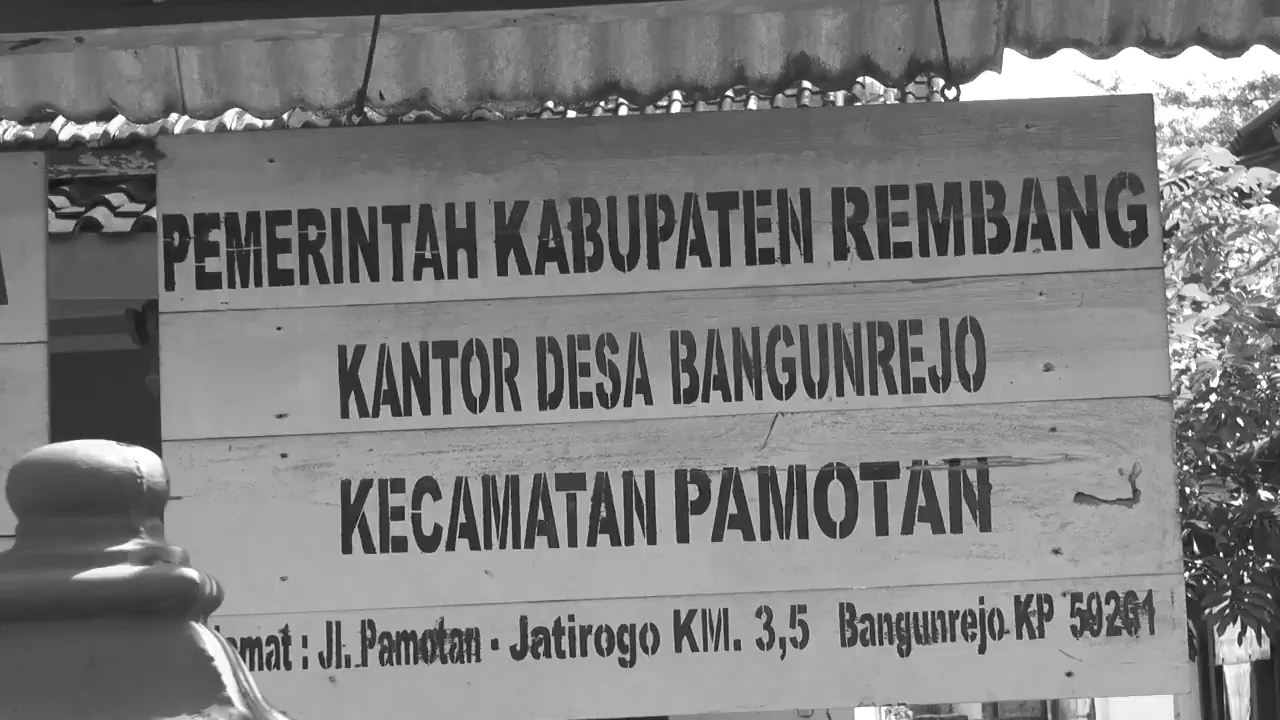 PEMERINTAH KABUPATEN REMBANG
KANTOR DESA BANGUNREJO
KECAMATAN PAMOTAN
amat : Jl. Pamotan - Jatirogo KM. 3,5 Bangunrejo KP 59261